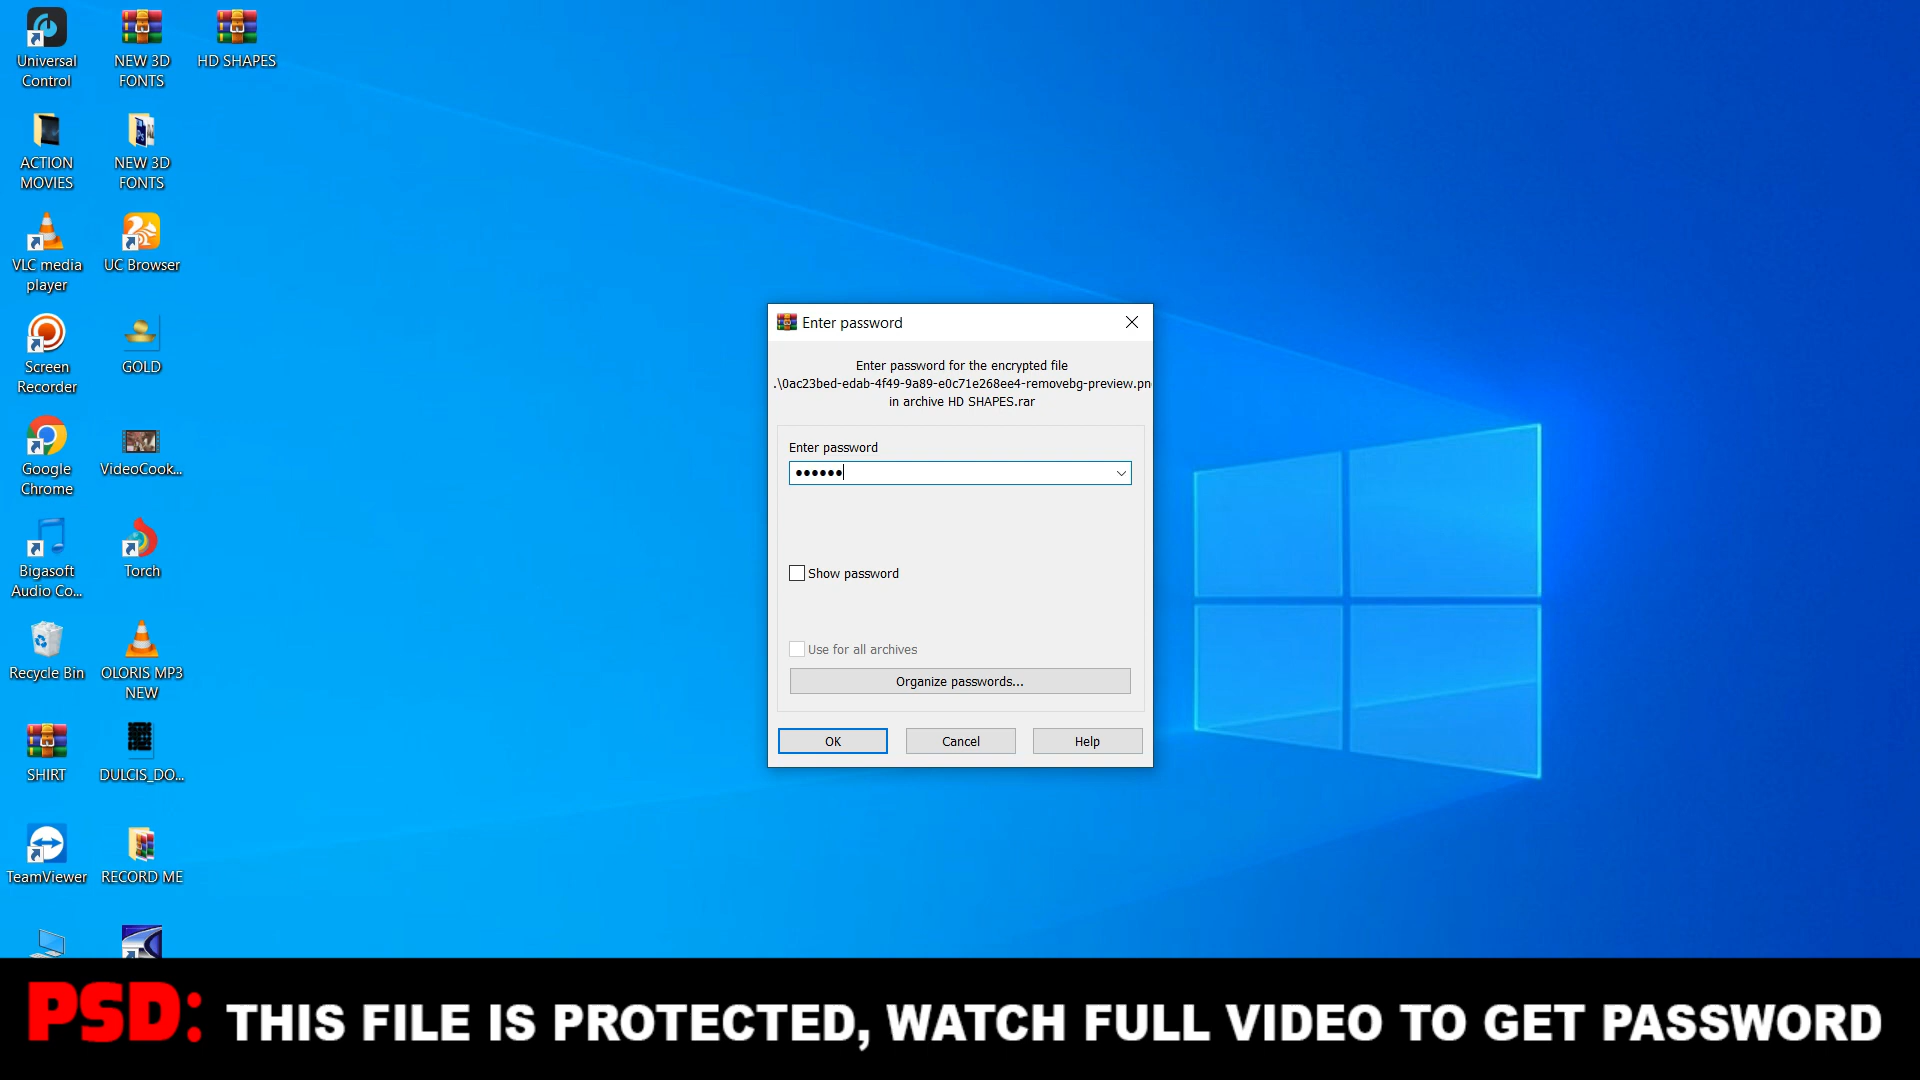 Universal
Control
NEW 3D
FONTS
HD SHAPES
ACTION
MOVIES
NEW 3D
FONTS
VLC media
player
UC Browser
Screen
Recorder
GOLD
Google
Chrome
VideoCook...
Bigasoft
Audio Co...
Torch
Recycle Bin
OLORIS MP3
NEW
SHIRT
DULCIS_DO...
TeamViewer
RECORD ME
Enter password
Enter password for the encrypted file
.\0ac23bed-edab-4f49-9a89-e0c71e268ee4-removebg-preview.pn
in archive HD SHAPES.rar
Enter password
Show password
Use for all archives
Organize passwords...
OK
Cancel
Help
PSD: THIS FILE IS PROTECTED, WATCH FULL VIDEO TO GET PASSWORD